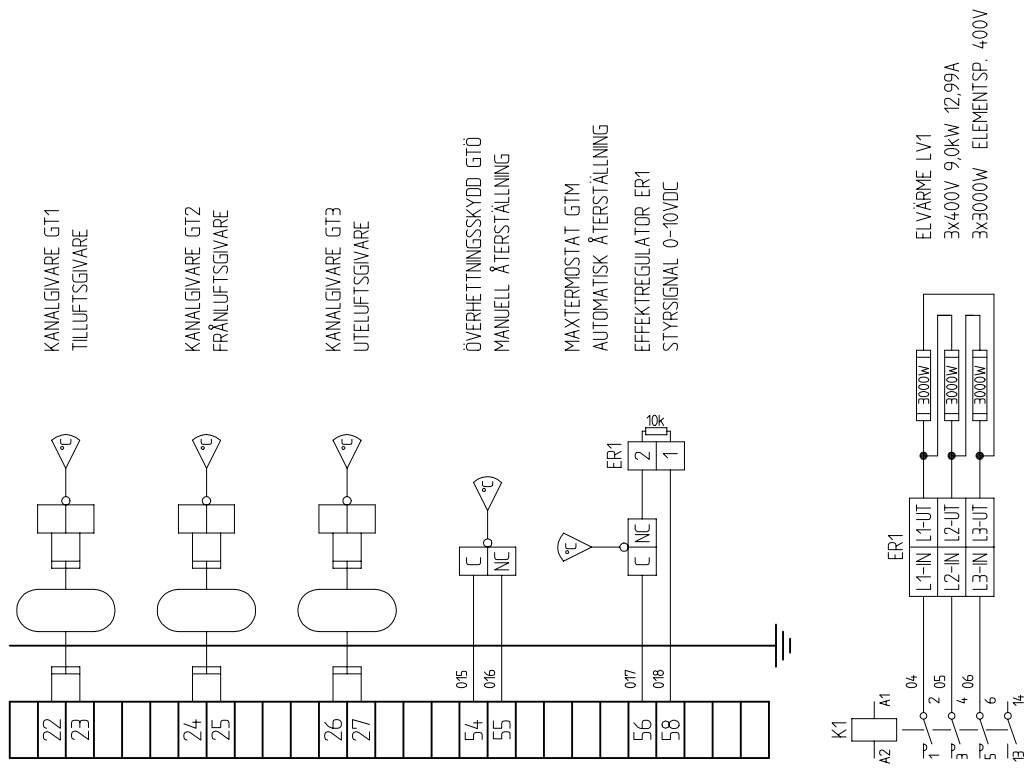 KANALGIVARE GT1
TILLUFTSGIVARE
KANALGIVARE GT2
FRÅNLUFTSGIVARE
KANALGIVARE GT3
UTELUFTSGIVARE
ÖVERHETTNINGSSKYDD GTÖ
MANUELL ÅTERSTÄLLNING
MAXTERMOSTAT GTM
AUTOMATISK ÅTERSTÄLLNING
EFFEKTREGULATOR ER1
STYRSIGNAL 0-10VDC
ELVÄRME LV1
3x400V 9,0kW 12,99A
3x3000W ELEMENTSP. 400V
°C
°C
°C
°C
°C
C
NC
C NC
ER1
2
1
10k
015
016
017
018
22
23
24
25
26
27
54
55
56
58
3000W
3000W
3000W
ER1
L1-IN L1-UT
L2-IN L2-UT
L3-IN L3-UT
04
05
06
K1
A2 A1
1 2
3 4
5 6
13 14